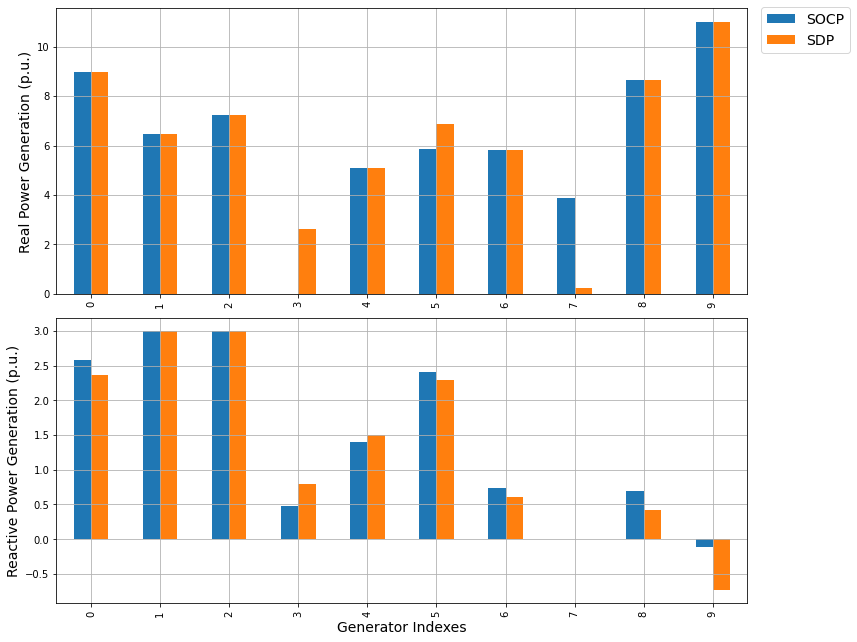 Real Power Generation (p.u.)
10
8
6
4
2
0
0 1 2 3 4 5 6 7 8 9
SOCP
SDP
Reactive Power Generation (p.u.)
3.0
2.5
2.0
1.5
1.0
0.5
0.0
−0.5
0 1 2 3 4 5 6 7 8 9
Generator Indexes